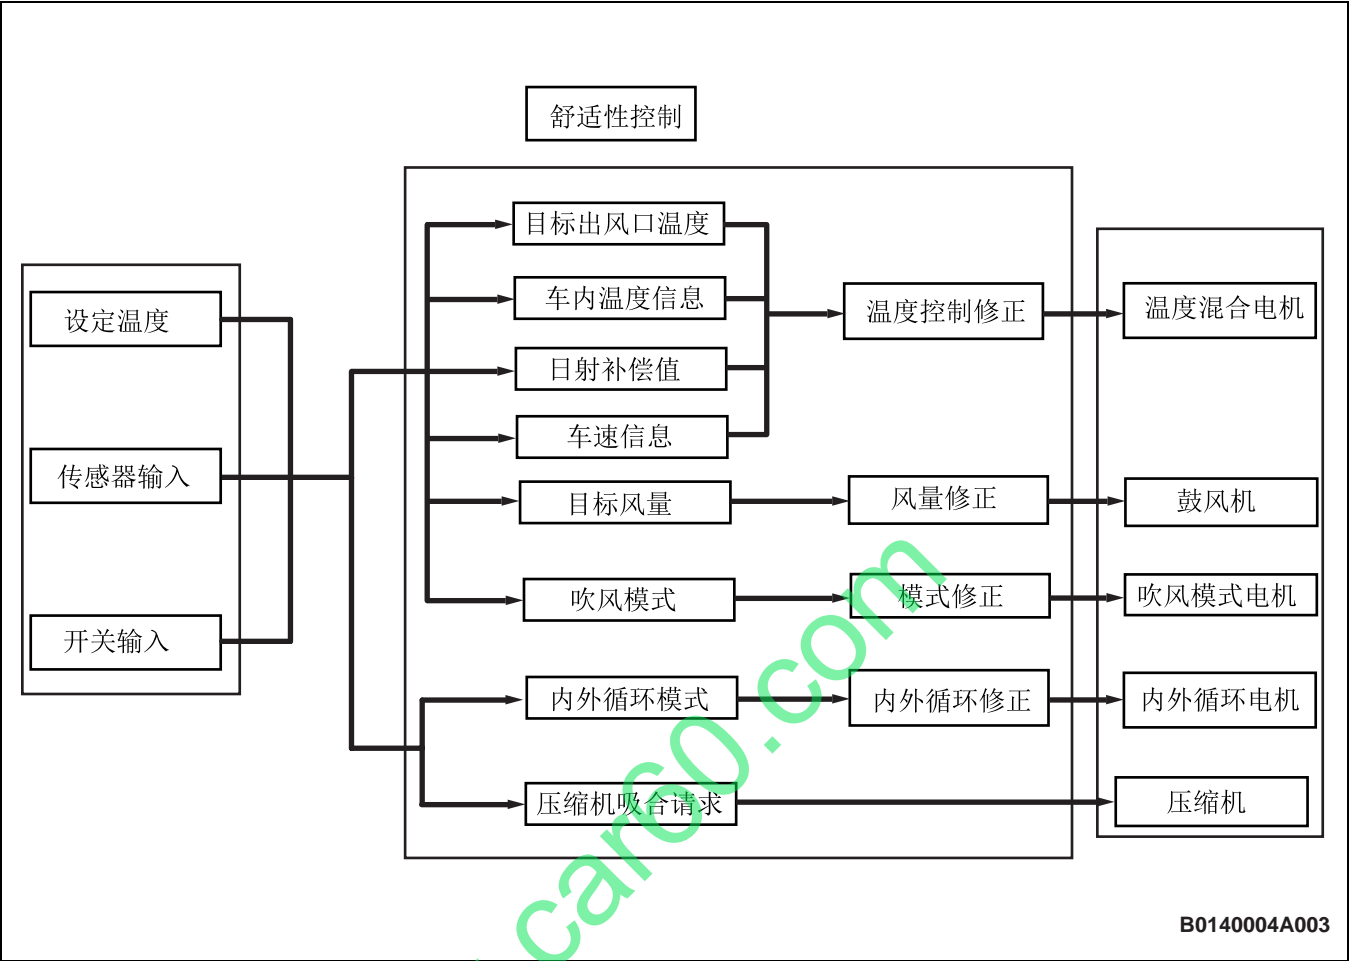 舒适性控制
设定温度
传感器输入
开关输入
目标出风口温度
车内温度信息
日射补偿值
车速信息
目标风量
吹风模式
内外循环模式
压缩机吸合请求
温度控制修正
风量修正
模式修正
内外循环修正
温度混合电机
鼓风机
吹风模式电机
内外循环电机
压缩机
car60.com
B0140004A003